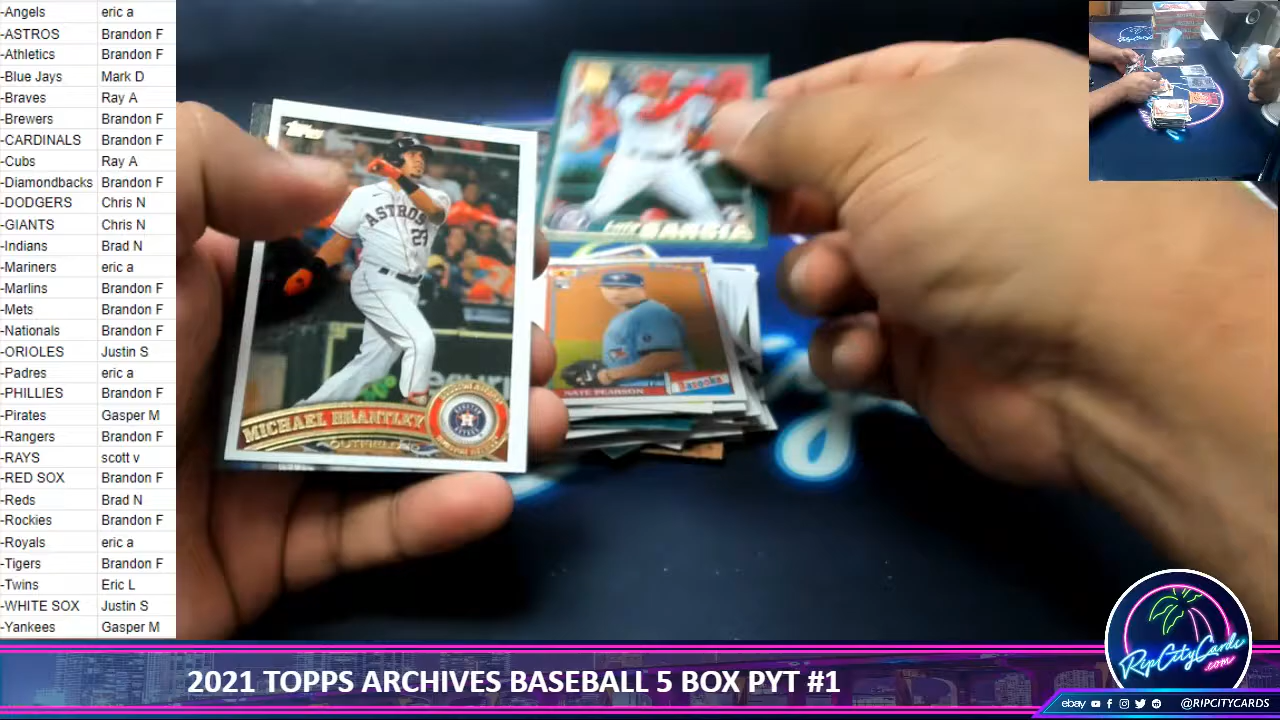 -Angels eric a
-ASTROS Brandon F
-Athletics Brandon F
-Blue Jays Mark D
-Braves Ray A
-Brewers Brandon F
-CARDINALS Brandon F
-Cubs Ray A
-Diamondbacks Brandon F
-DODGERS Chris N
-GIANTS Chris N
-Indians Brad N
-Mariners eric a
-Marlins Brandon F
-Mets Brandon F
-Nationals Brandon F
-ORIOLES Justin S
-Padres eric a
-PHILLIES Brandon F
-Pirates Gasper M
-Rangers Brandon F
-RAYS scott v
-RED SOX Brandon F
-Reds Brad N
-Rockies Brandon F
-Royals eric a
-Tigers Brandon F
-Twins Eric L
-WHITE SOX Justin S
-Yankees Gasper M
topps
ASTROS
MICHAEL BRANTLEY
OUTFIELD
GARCIA
NATE PEARSON
RipCityCards
.com
2021 TOPPS ARCHIVES BASEBALL 5 BOX PYT #1
ebay @RIPCITYCARDS